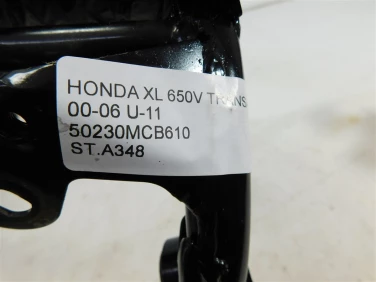 HONDA XL 650V TRANS
00-06 U-11
50230MCB610
ST.A348